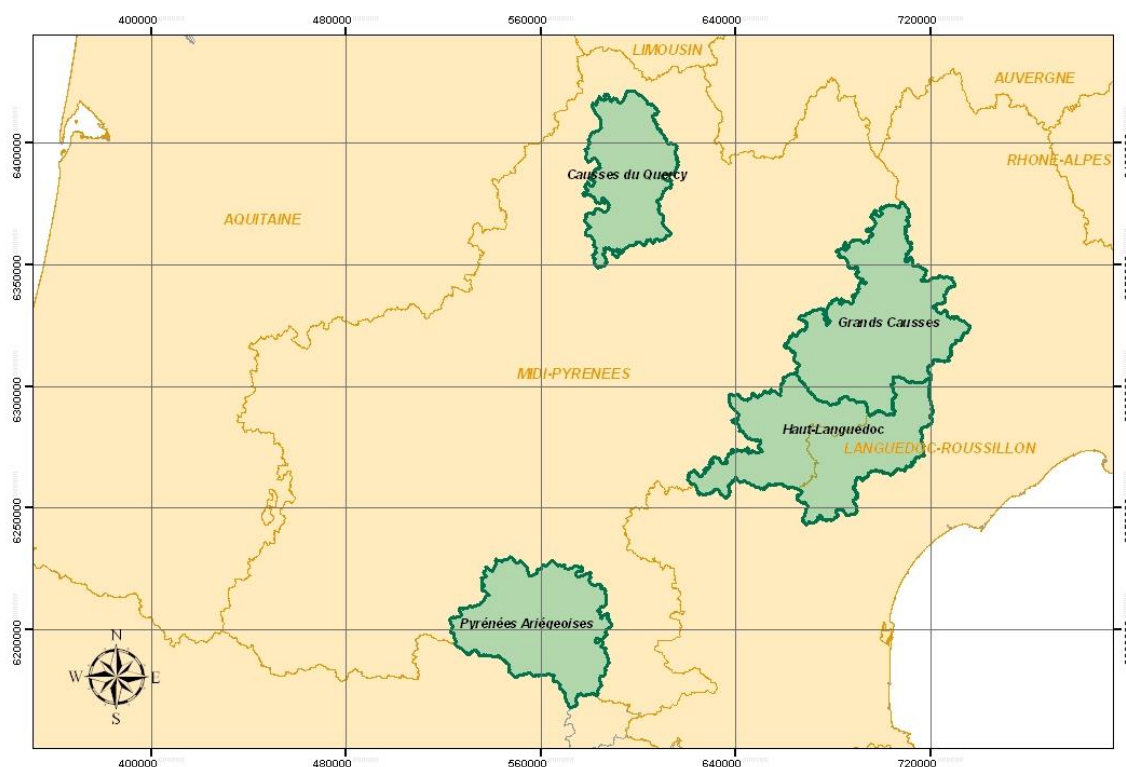 400000 480000 560000 640000 720000
LIMOUSIN
AUVERGNE
6400000
RHONE-ALPES
Causses du Quercy
AQUITAINE
6350000
Grands Causses
MIDI-PYRENEES
6300000
Haut-Languedoc
LANGUEDOC-ROUSSILLON
6250000
Pyrénées Ariégeoises
6200000
N
W E
S
400000 480000 560000 640000 720000